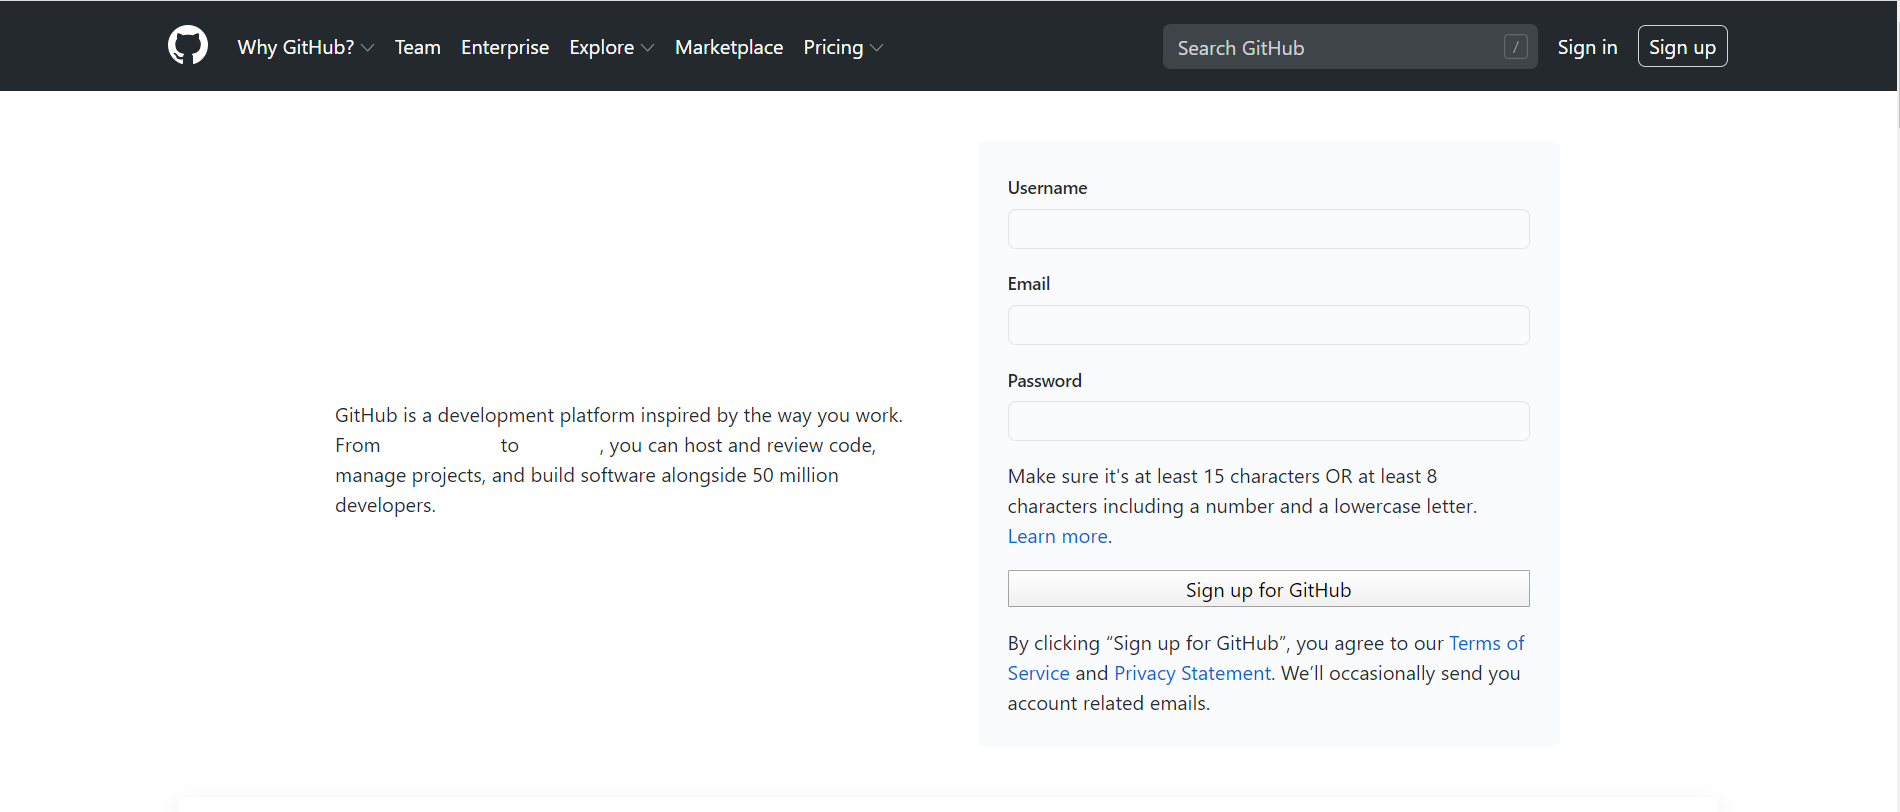 Why GitHub? Team Enterprise Explore Marketplace Pricing Search GitHub / Sign in Sign up
GitHub is a development platform inspired by the way you work.
From to , you can host and review code,
manage projects, and build software alongside 50 million
developers.
Username
Email
Password
Make sure it's at least 15 characters OR at least 8
characters including a number and a lowercase letter.
Learn more.
Sign up for GitHub
By clicking “Sign up for GitHub”, you agree to our Terms of
Service and Privacy Statement. We’ll occasionally send you
account related emails.